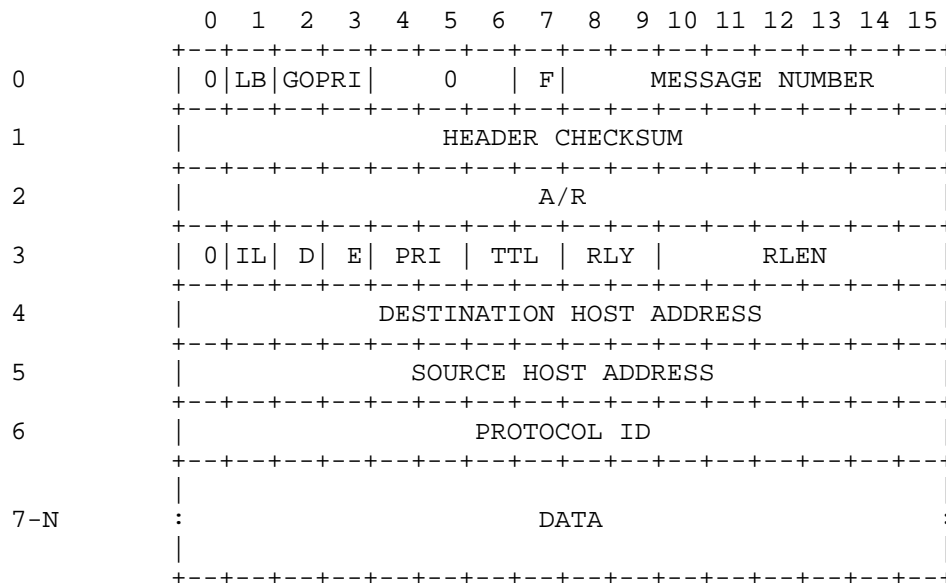 0 1 2 3 4 5 6 7 8 9 10 11 12 13 14 15
+--+--+--+--+--+--+--+--+--+--+--+--+--+--+--+--+
0 | 0|LB|GOPRI| 0 | F| MESSAGE NUMBER |
+--+--+--+--+--+--+--+--+--+--+--+--+--+--+--+--+
1 | HEADER CHECKSUM |
+--+--+--+--+--+--+--+--+--+--+--+--+--+--+--+--+
2 | A/R |
+--+--+--+--+--+--+--+--+--+--+--+--+--+--+--+--+
3 | 0|IL| D| E| PRI | TTL | RLY | RLEN |
+--+--+--+--+--+--+--+--+--+--+--+--+--+--+--+--+
4 | DESTINATION HOST ADDRESS |
+--+--+--+--+--+--+--+--+--+--+--+--+--+--+--+--+
5 | SOURCE HOST ADDRESS |
+--+--+--+--+--+--+--+--+--+--+--+--+--+--+--+--+
6 | PROTOCOL ID |
+--+--+--+--+--+--+--+--+--+--+--+--+--+--+--+--+
| |
7-N : DATA :
| |
+--+--+--+--+--+--+--+--+--+--+--+--+--+--+--+--+